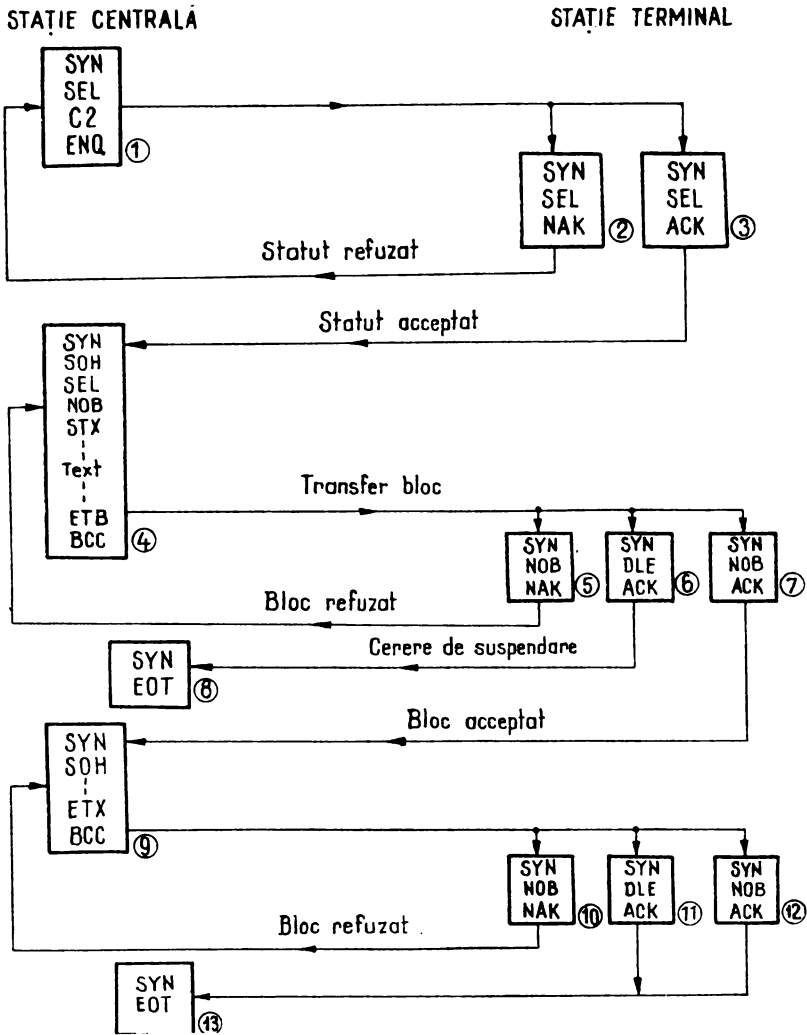 STAȚIE CENTRALĂ
STAȚIE TERMINAL
SYN
SEL
C2
ENQ
1
SYN
SEL
NAK
2
SYN
SEL
ACK
3
Statut refuzat
Statut acceptat
SYN
SOH
SEL
NOB
STX
Text
ETB
BCC
4
Transfer bloc
SYN
NOB
NAK
5
SYN
DLE
ACK
6
SYN
NOB
ACK
7
Bloc refuzat
Cerere de suspendare
SYN
EOT
8
Bloc acceptat
SYN
SOH
ETX
BCC
9
SYN
NOB
NAK
10
SYN
DLE
ACK
11
SYN
NOB
ACK
12
Bloc refuzat
SYN
EOT
13